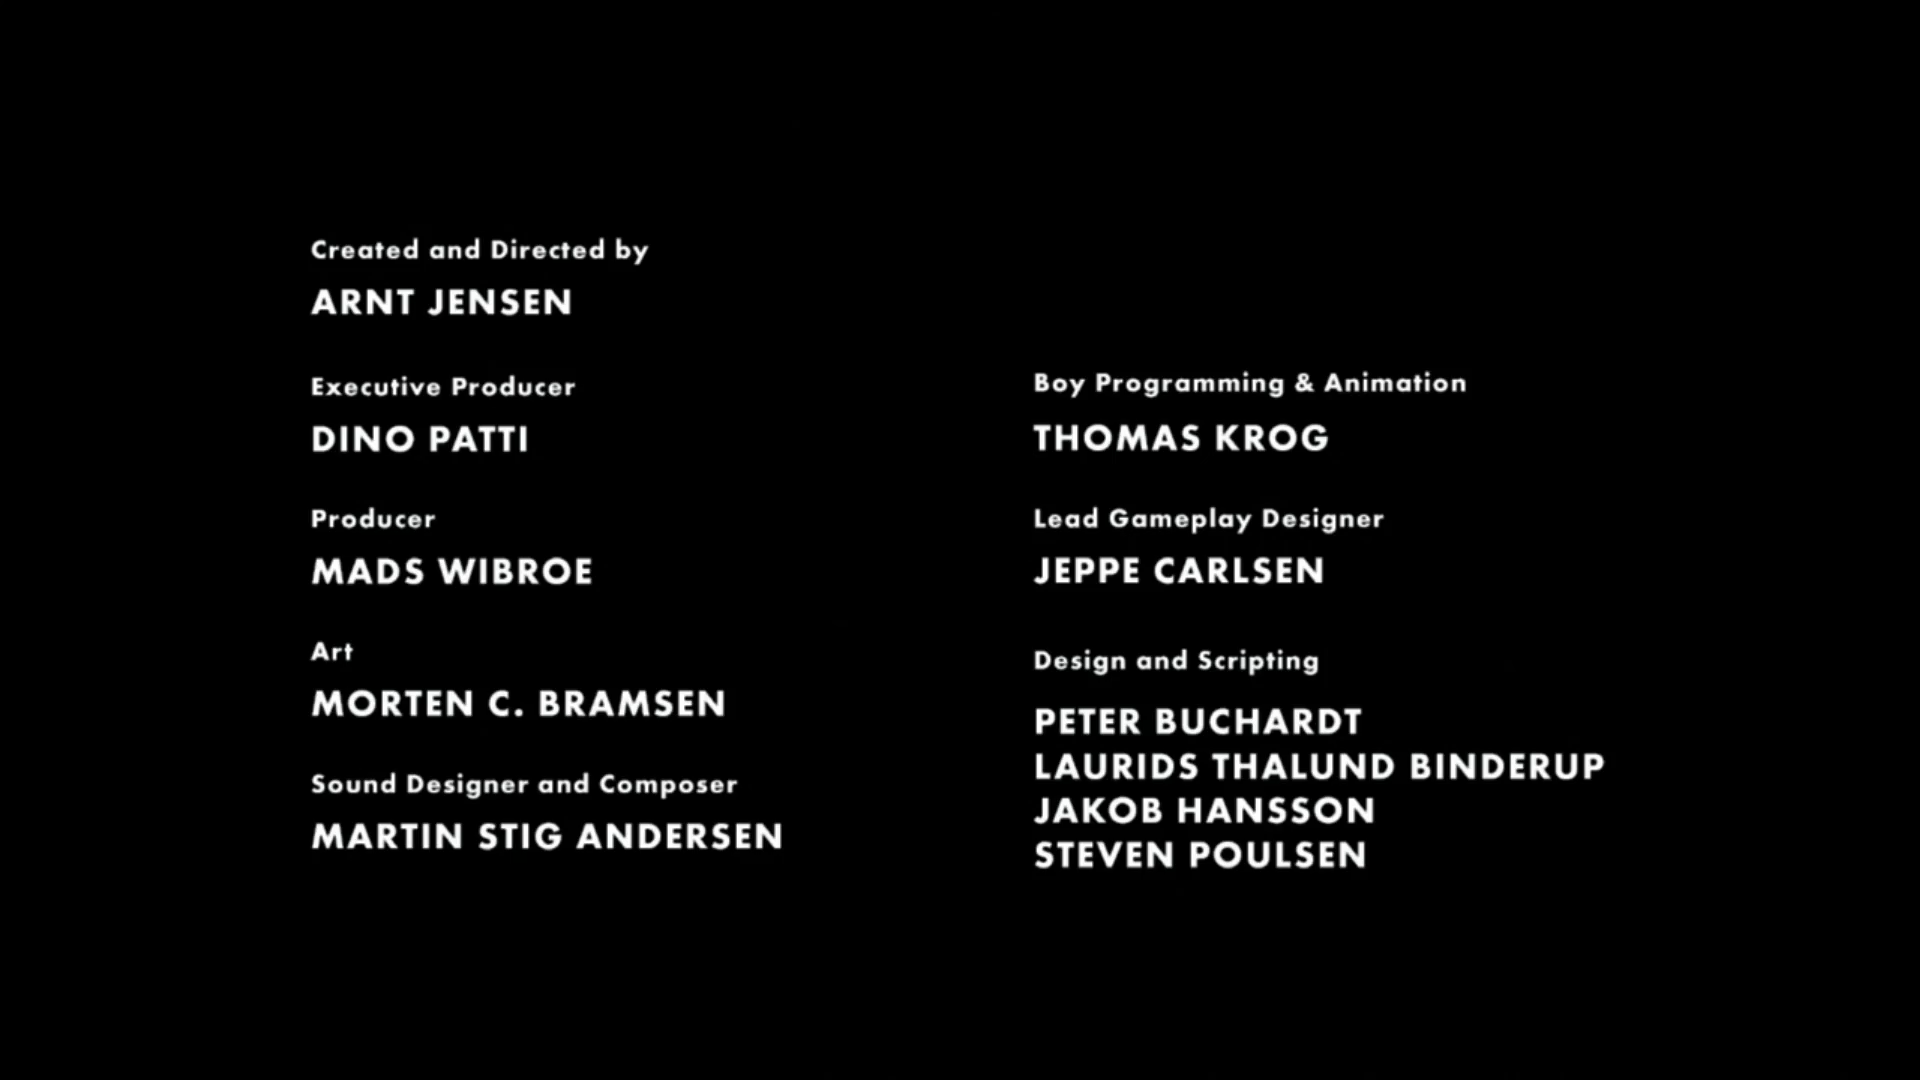 Created and Directed by
ARNT JENSEN
Executive Producer
DINO PATTI
Producer
MADS WIBROE
Art
MORTEN C. BRAMSEN
Sound Designer and Composer
MARTIN STIG ANDERSEN
Boy Programming & Animation
THOMAS KROG
Lead Gameplay Designer
JEPPE CARLSEN
Design and Scripting
PETER BUCHARDT
LAURIDS THALUND BINDERUP
JAKOB HANSSON
STEVEN POULSEN